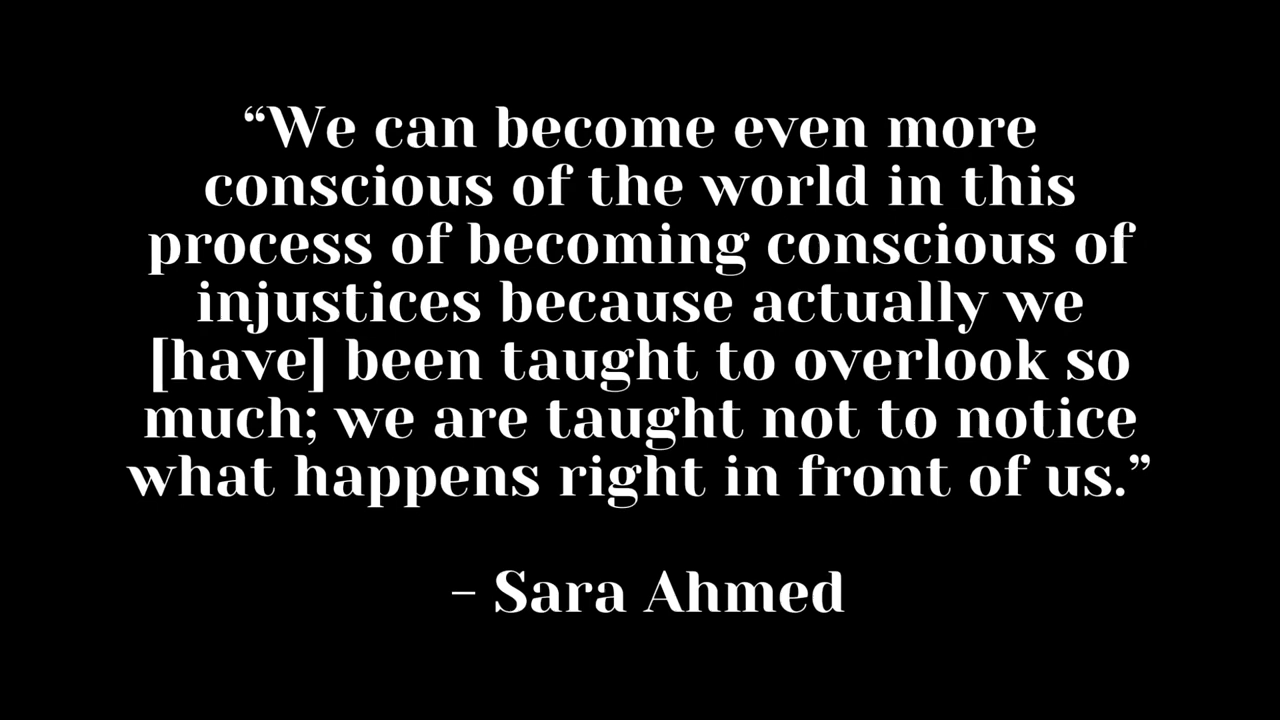 “We can become even more
conscious of the world in this
process of becoming conscious of
injustices because actually we
[have] been taught to overlook so
much; we are taught not to notice
what happens right in front of us.”
- Sara Ahmed